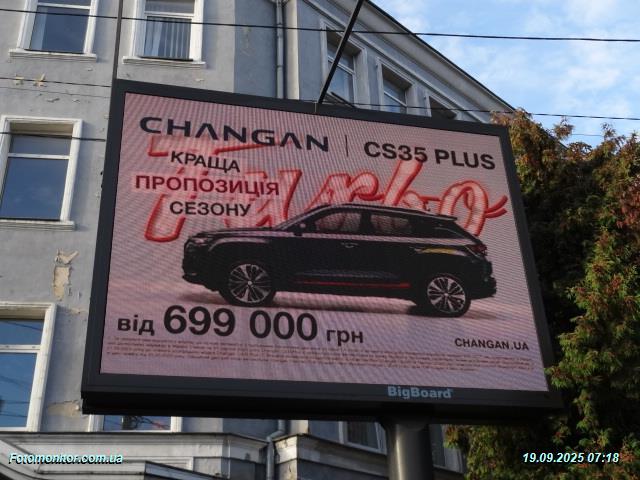 CHANGAN | CS35 PLUS
Turbo
КРАЩА
ПРОПОЗИЦІЯ
СЕЗОНУ
від 699 000 грн
CHANGAN.UA
BigBoard
Fotomonitor.com.ua
19.09.2025 07:18